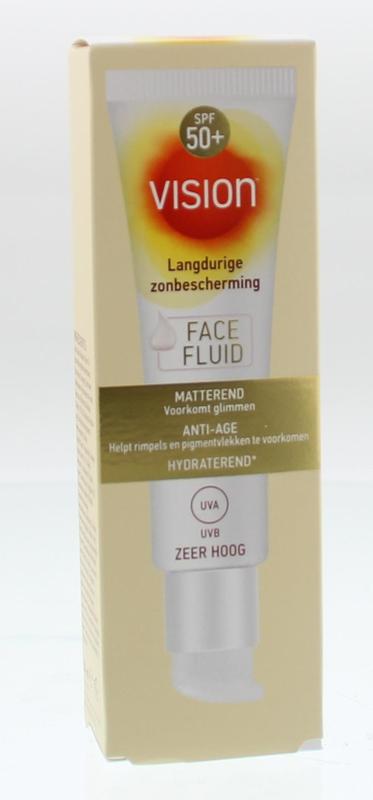 SPF
50+
VISION™
Langdurige
zonbescherming
FACE
FLUID
MATTEREND
Voorkomt glimmen
ANTI-AGE
Helpt rimpels en pigmentvlekken te voorkomen
HYDRATEREND*
UVA
UVB
ZEER HOOG